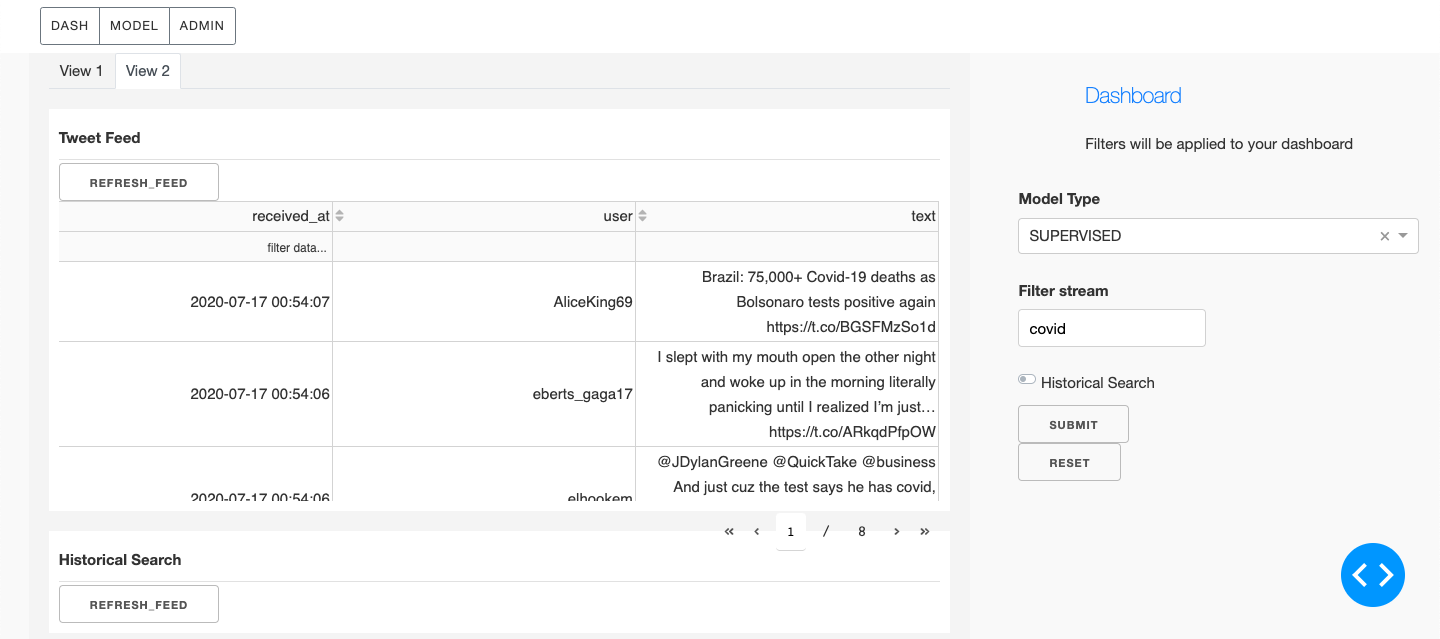 DASH MODEL ADMIN
View 1 View 2
Tweet Feed
REFRESH_FEED
received_at user text
filter data...
2020-07-17 00:54:07 AliceKing69 Brazil: 75,000+ Covid-19 deaths as
Bolsonaro tests positive again
https://t.co/BGSFMzSo1d
2020-07-17 00:54:06 eberts_gaga17 I slept with my mouth open the other night
and woke up in the morning literally
panicking until I realized I’m just…
https://t.co/ARkqdPfpOW
2020-07-17 00:54:06 elhookem @JDylanGreene @QuickTake @business
And just cuz the test says he has covid,
« ‹ 1 / 8 › »
Historical Search
REFRESH_FEED
Dashboard
Filters will be applied to your dashboard
Model Type
SUPERVISED ×
Filter stream
covid
Historical Search
SUBMIT
RESET